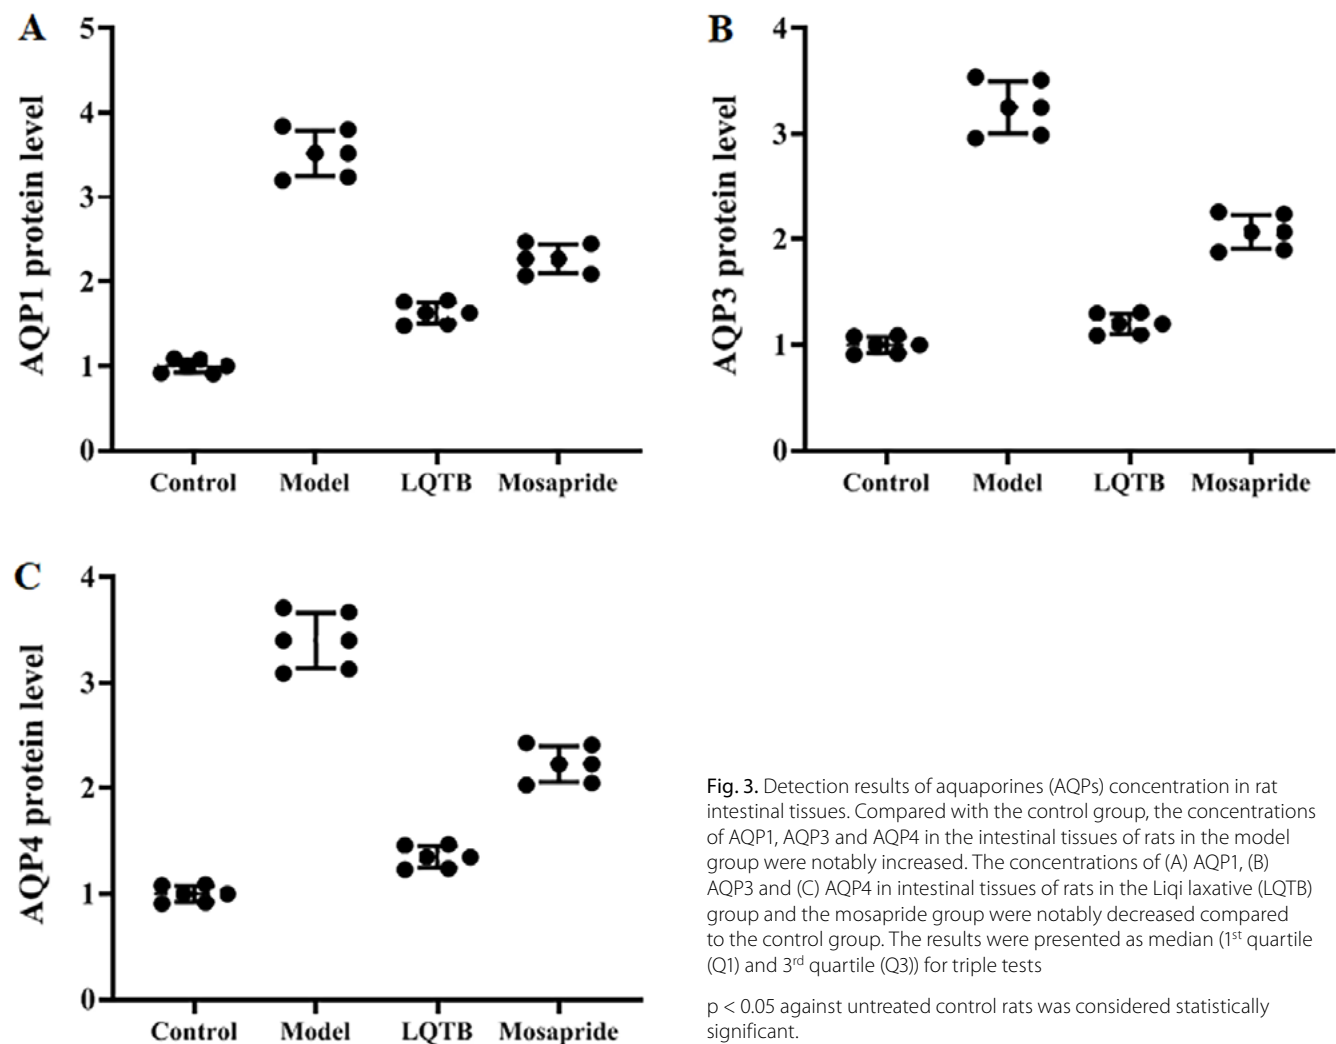 A
5
4
3
2
1
0
AQP1 protein level
Control Model LQTB Mosapride
B
4
3
2
1
0
AQP3 protein level
Control Model LQTB Mosapride
C
4
3
2
1
0
AQP4 protein level
Control Model LQTB Mosapride
Fig. 3. Detection results of aquaporines (AQPs) concentration in rat
intestinal tissues. Compared with the control group, the concentrations
of AQP1, AQP3 and AQP4 in the intestinal tissues of rats in the model
group were notably increased. The concentrations of (A) AQP1, (B)
AQP3 and (C) AQP4 in intestinal tissues of rats in the Liqi laxative (LQTB)
group and the mosapride group were notably decreased compared
to the control group. The results were presented as median (1st quartile
(Q1) and 3rd quartile (Q3)) for triple tests
p < 0.05 against untreated control rats was considered statistically
significant.